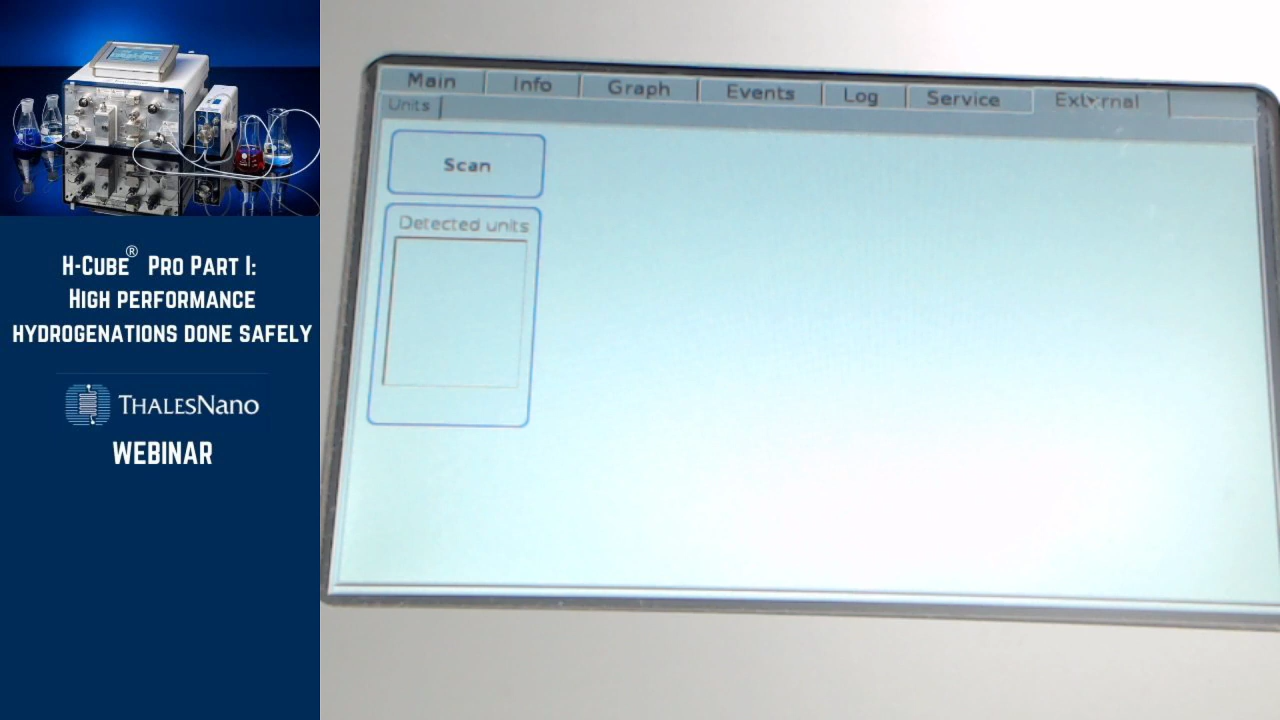 H-CUBE® PRO PART I:
HIGH PERFORMANCE
HYDROGENATIONS DONE SAFELY
THALESNANO
WEBINAR
Main Info Graph Events Log Service External
Units
Scan
Detected units